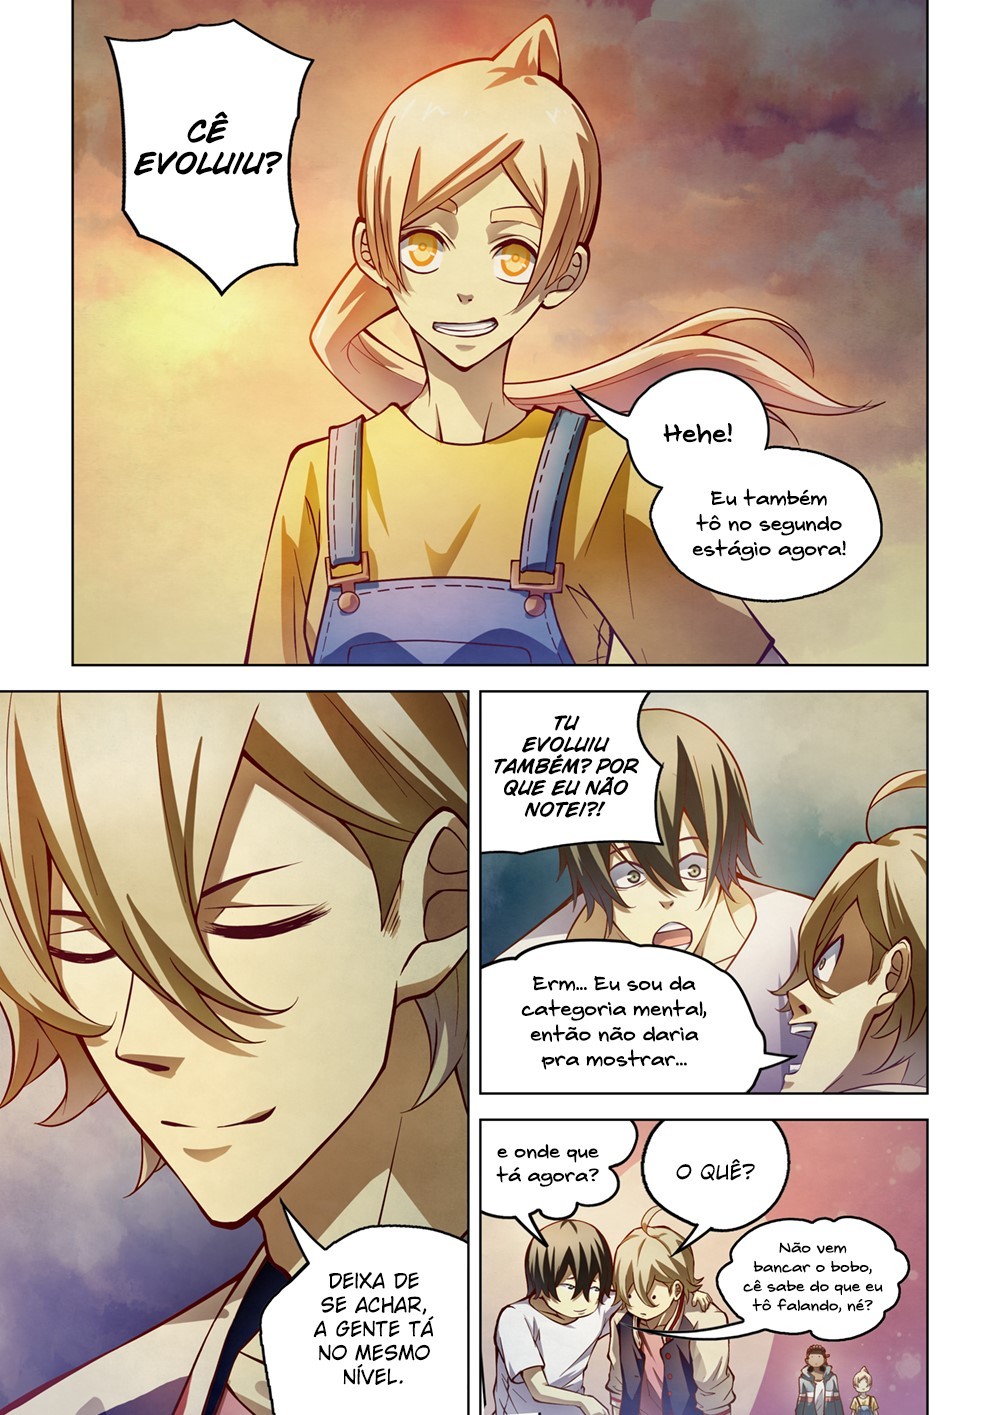 CÊ
EVOLUIU?
Hehe!
Eu também
tô no segundo
estágio agora!
TU
EVOLUIU
TAMBÉM? POR
QUE EU NÃO
NOTEI?!
Erm... Eu sou da
categoria mental,
então não daria
pra mostrar...
DEIXA DE
SE ACHAR,
A GENTE TÁ
NO MESMO
NÍVEL.
e onde que
tá agora?
O QUÊ?
Não vem
bancar o bobo,
cê sabe do que eu
tô falando, né?